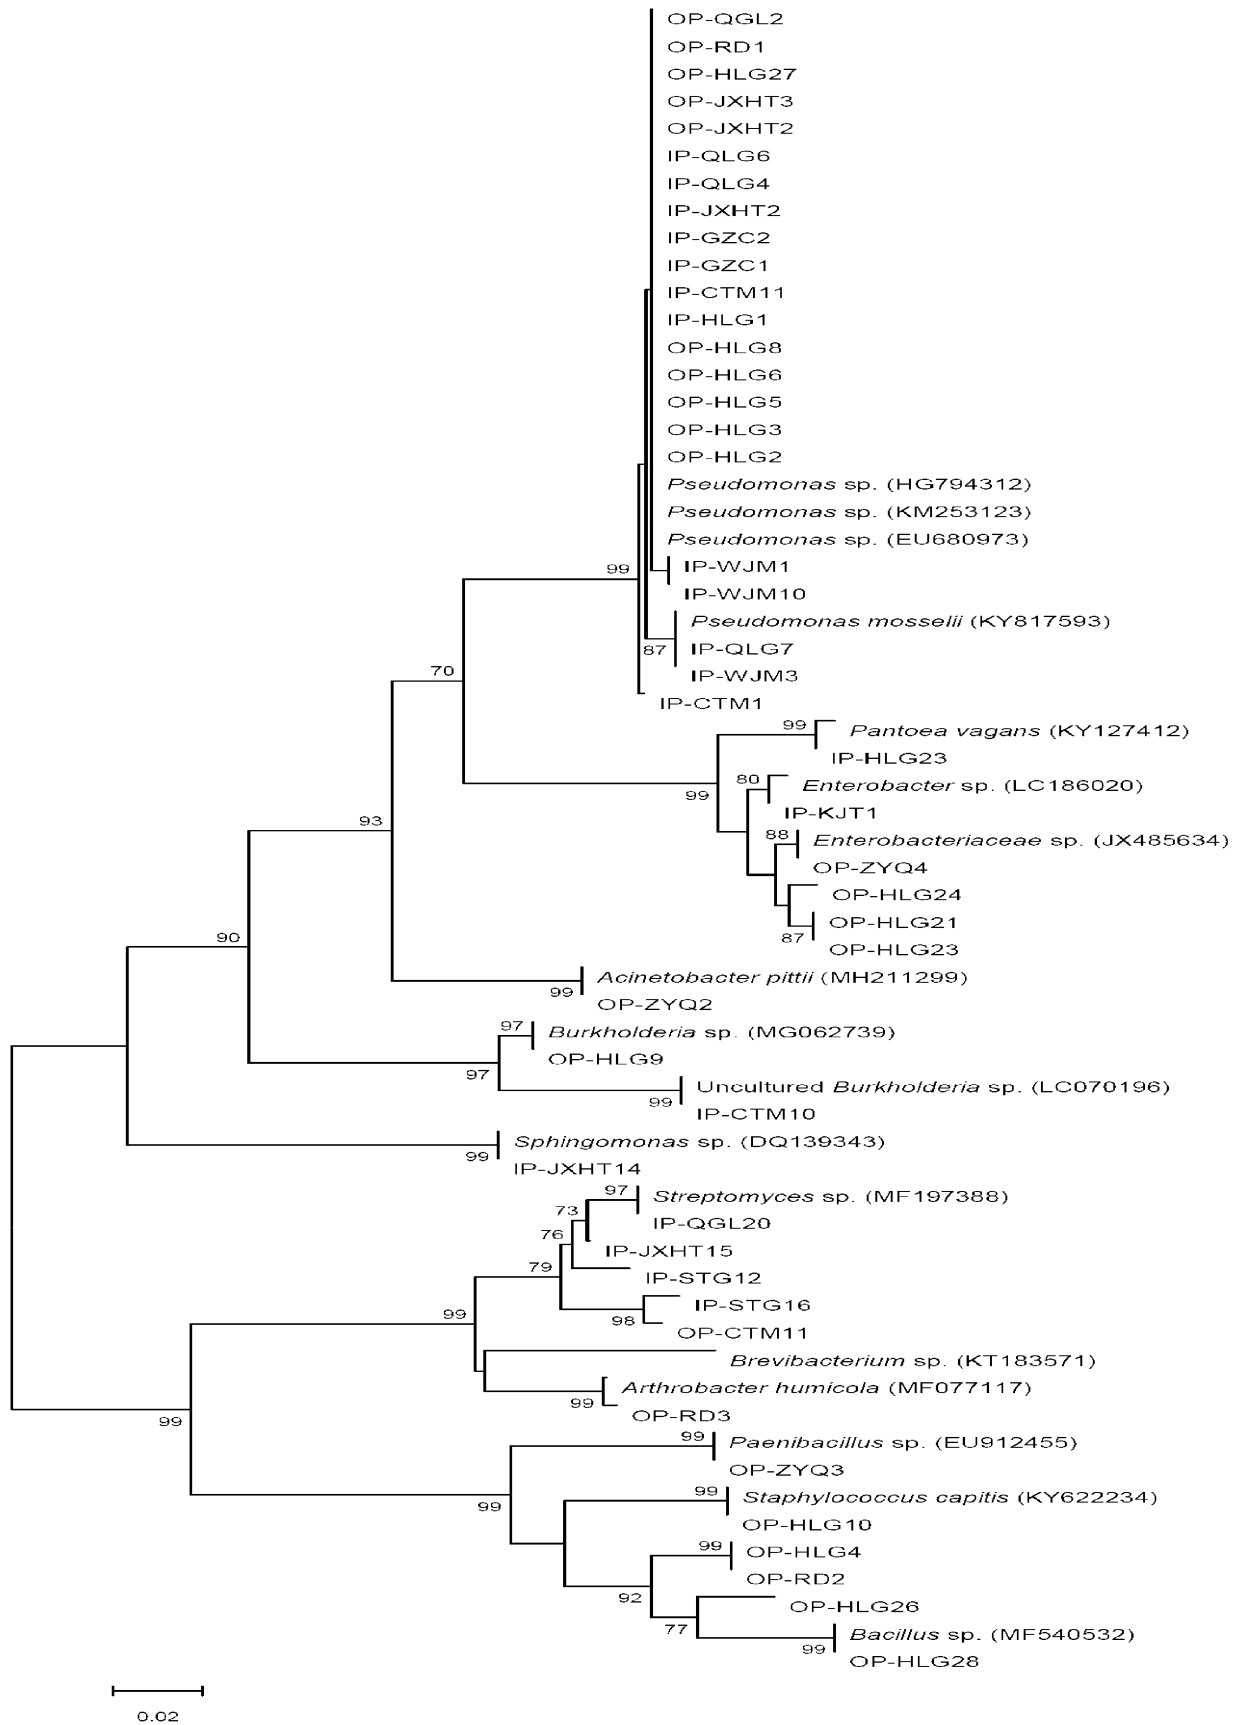 OP-QGL2
OP-RD1
OP-HLG27
OP-JXHT3
OP-JXHT2
IP-QLG6
IP-QLG4
IP-JXHT2
IP-GZC2
IP-GZC1
IP-CTM11
IP-HLG1
OP-HLG8
OP-HLG6
OP-HLG5
OP-HLG3
OP-HLG2
Pseudomonas sp. (HG794312)
Pseudomonas sp. (KM253123)
Pseudomonas sp. (EU680973)
99 IP-WJM1
IP-WJM10
Pseudomonas mosselii (KY817593)
87 IP-QLG7
70 IP-WJM3
IP-CTM1
99 Pantoea vagans (KY127412)
IP-HLG23
80 Enterobacter sp. (LC186020)
99
IP-KJT1
93 88 Enterobacteriaceae sp. (JX485634)
OP-ZYQ4
OP-HLG24
OP-HLG21
90 87
OP-HLG23
Acinetobacter pittii (MH211299)
99
OP-ZYQ2
97 Burkholderia sp. (MG062739)
OP-HLG9
97
Uncultured Burkholderia sp. (LC070196)
99
IP-CTM10
Sphingomonas sp. (DQ139343)
99
IP-JXHT14
97 Streptomyces sp. (MF197388)
73
IP-QGL20
76
IP-JXHT15
79
IP-STG12
IP-STG16
99 98
OP-CTM11
Brevibacterium sp. (KT183571)
Arthrobacter humicola (MF077117)
99
OP-RD3
99
99 Paenibacillus sp. (EU912455)
OP-ZYQ3
99 Staphylococcus capitis (KY622234)
99
OP-HLG10
99 OP-HLG4
OP-RD2
92
OP-HLG26
77
Bacillus sp. (MF540532)
99
OP-HLG28
0.02